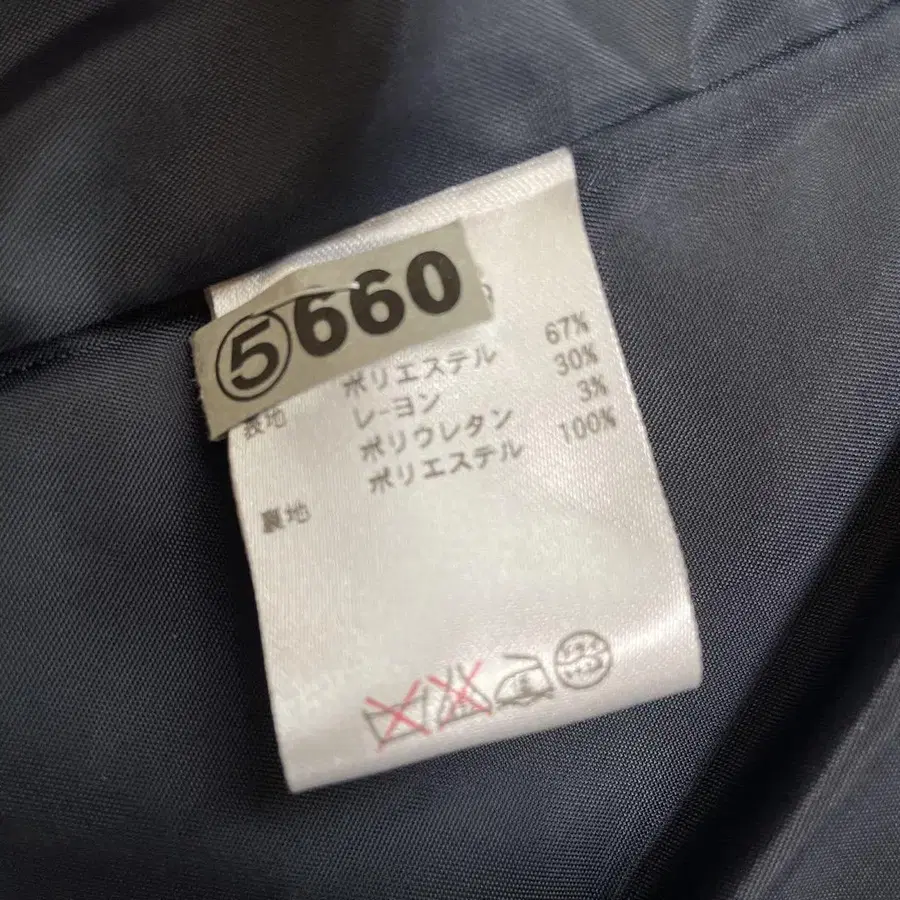 ⑤660
表地 ポリエステル 67%
レーヨン 30%
ポリウレタン 3%
裏地 ポリエステル 100%